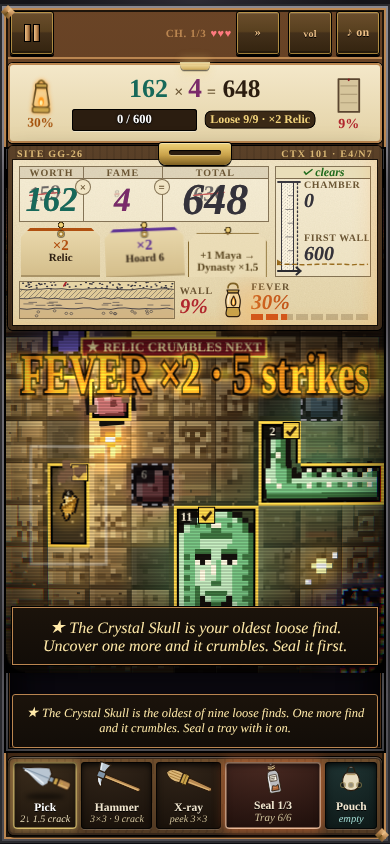 CH. 1/3 ♥♥♥
»
vol
♪ on
162 × 4 = 648
30%
0 / 600
Loose 9/9 · ×2 Relic
9%
SITE GG-26
CTX 101 · E4/N7
WORTH
FAME
TOTAL
✓ clears
162
×
4
=
648
CHAMBER
0
FIRST WALL
600
×2
Relic
×2
Hoard 6
+1 Maya →
Dynasty ×1.5
WALL
9%
FEVER
30%
★ RELIC CRUMBLES NEXT
FEVER ×2 · 5 strikes
2
6
11
★ The Crystal Skull is your oldest loose find.
Uncover one more and it crumbles. Seal it first.
★ The Crystal Skull is the oldest of nine loose finds. One more find
and it crumbles. Seal a tray with it on.
Pick
2↓ 1.5 crack
Hammer
3×3 · 9 crack
X-ray
peek 3×3
Seal 1/3
Tray 6/6
Pouch
empty